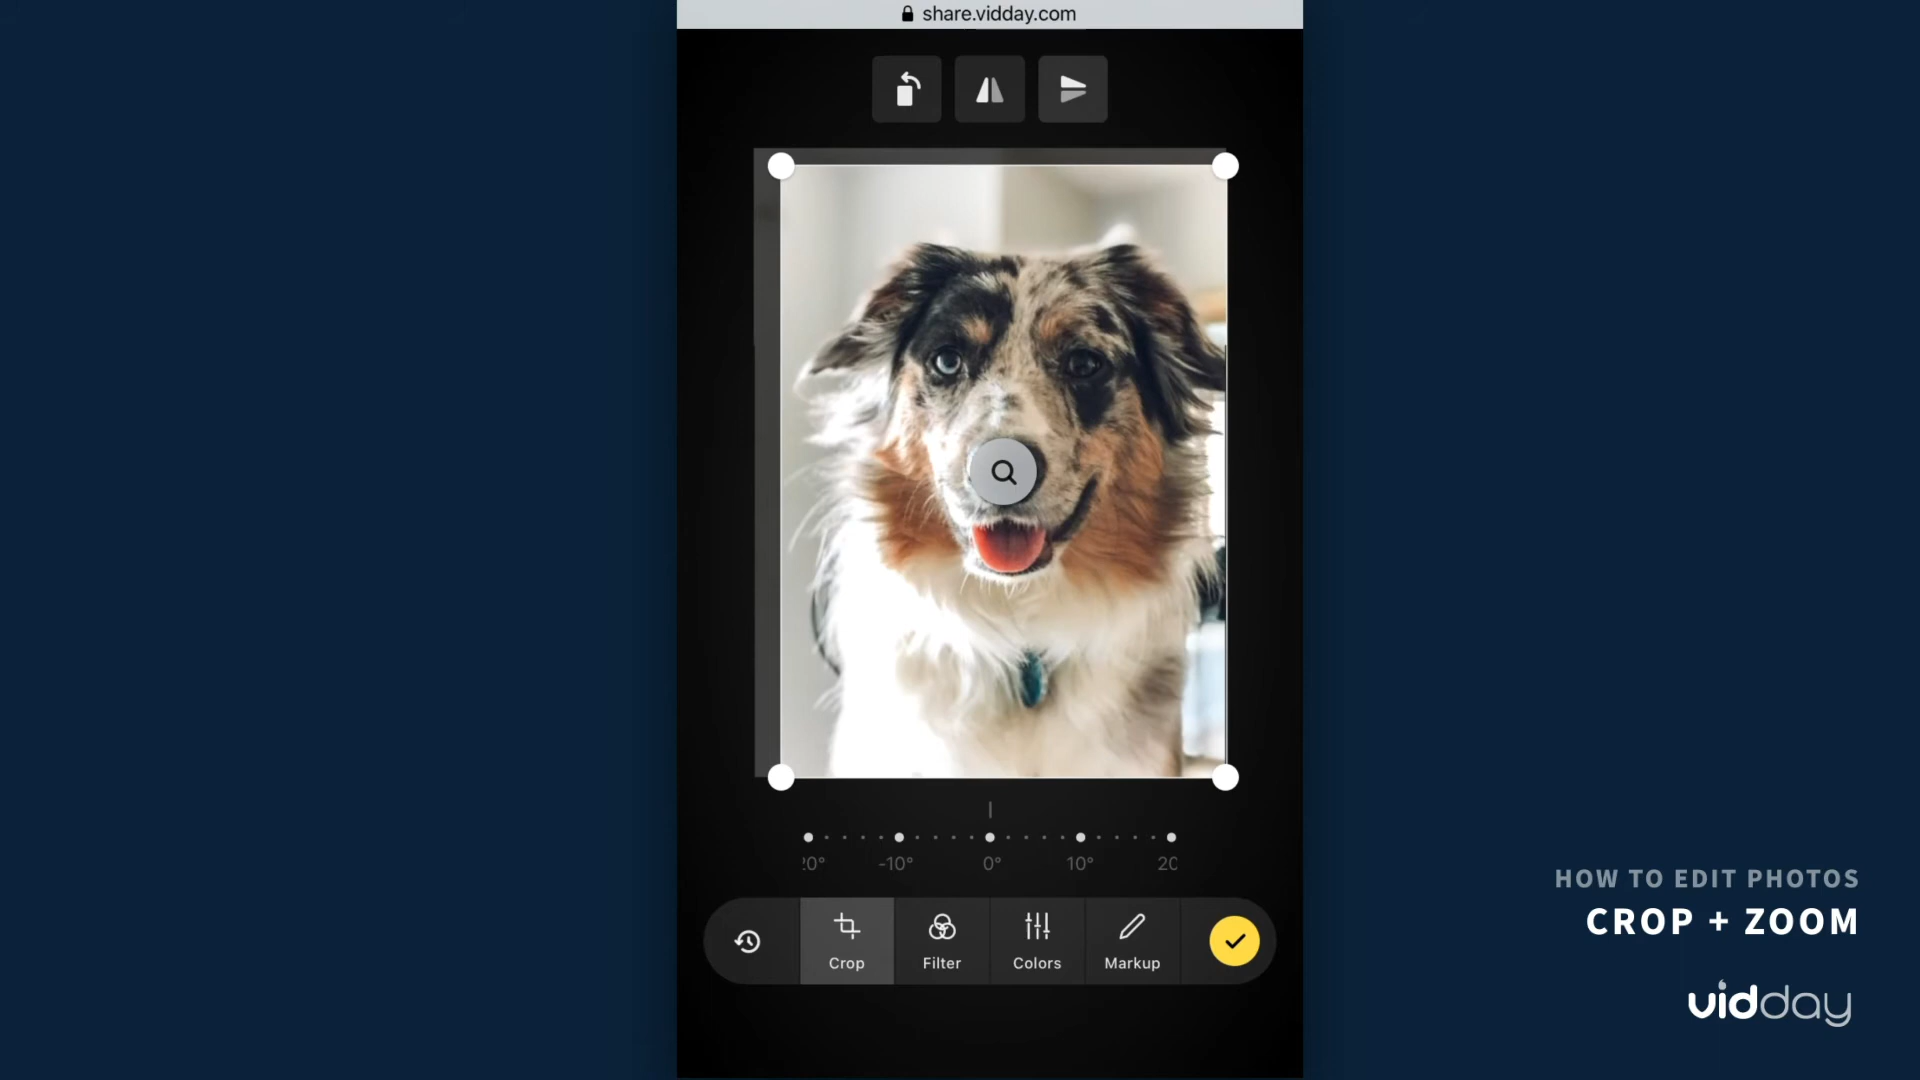 share.vidday.com
-10° 0° 10°
Crop Filter Colors Markup
HOW TO EDIT PHOTOS
CROP + ZOOM
vidday